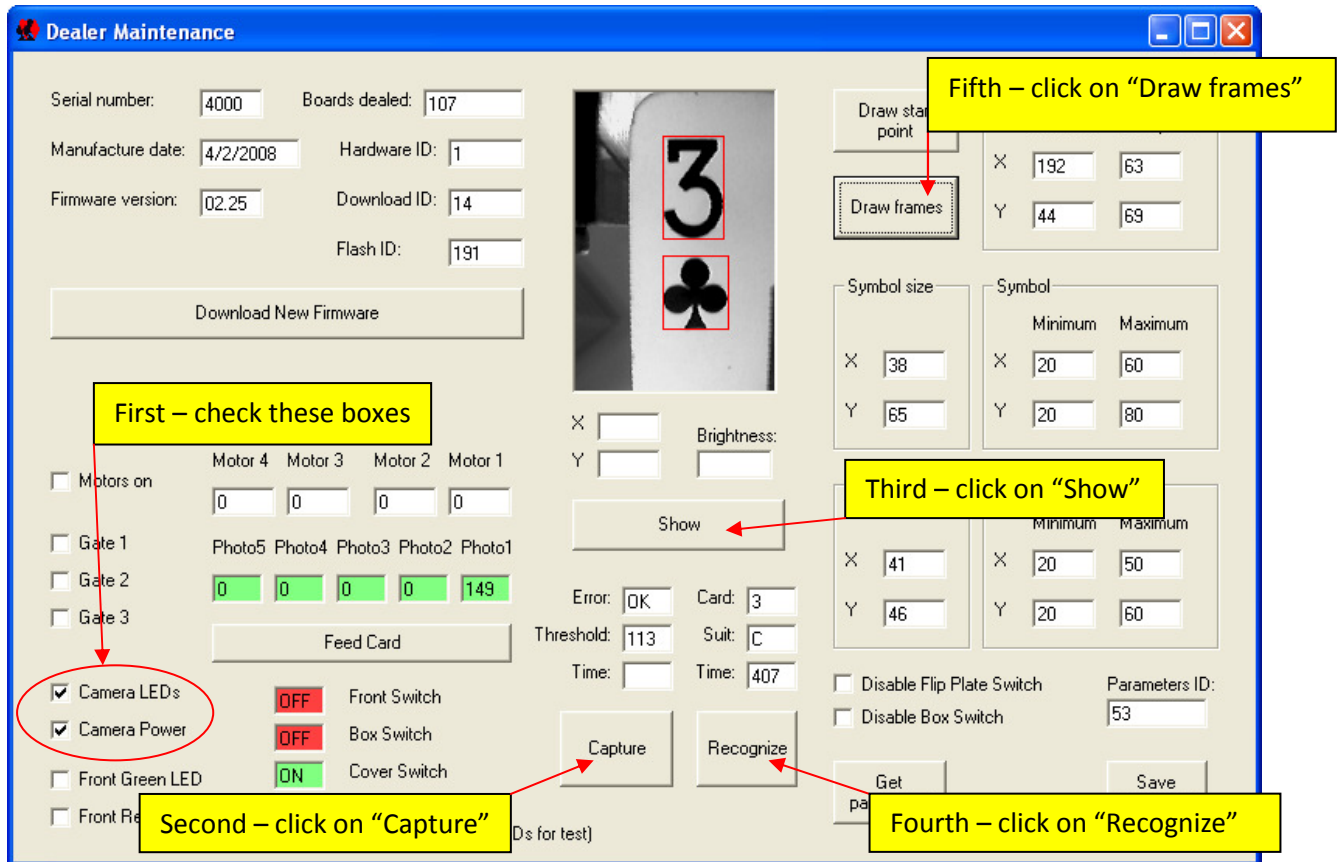 Dealer Maintenance
Serial number: 4000 Boards dealed: 107
Manufacture date: 4/2/2008 Hardware ID: 1
Firmware version: 02.25 Download ID: 14
Flash ID: 191
Download New Firmware
First – check these boxes
Motor 4 Motor 3 Motor 2 Motor 1
Motors on
0 0 0 0
Gate 1
Photo5 Photo4 Photo3 Photo2 Photo1
Gate 2
0 0 0 0 149
Gate 3
Feed Card
Camera LEDs
Camera Power
OFF Front Switch
OFF Box Switch
ON Cover Switch
Front Green LED
Front
Second – click on “Capture”
for test)
3
X
Y
Brightness:
Show
Third – click on “Show”
Error: OK Card: 3
Threshold: 113 Suit: C
Time: Time: 407
Capture
Recognize
Fourth – click on “Recognize”
Fifth – click on “Draw frames”
Draw
point
Draw frames
X 192 63
Y 44 69
Symbol size
X 38
Y 65
Symbol
Minimum Maximum
X 20 60
Y 20 80
Minimum Maximum
X 41
Y 46
X 20 50
Y 20 60
Disable Flip Plate Switch
Disable Box Switch
Parameters ID:
53
Get
Save